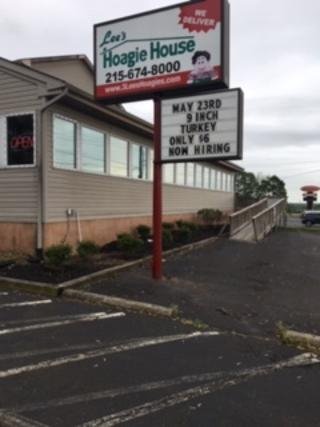 WE
DELIVER
Lee's
Hoagie House
215-674-8000
www.3LeesHoagies.com
MAY 23RD
9 INCH
TURKEY
ONLY $6
NOW HIRING
OPEN